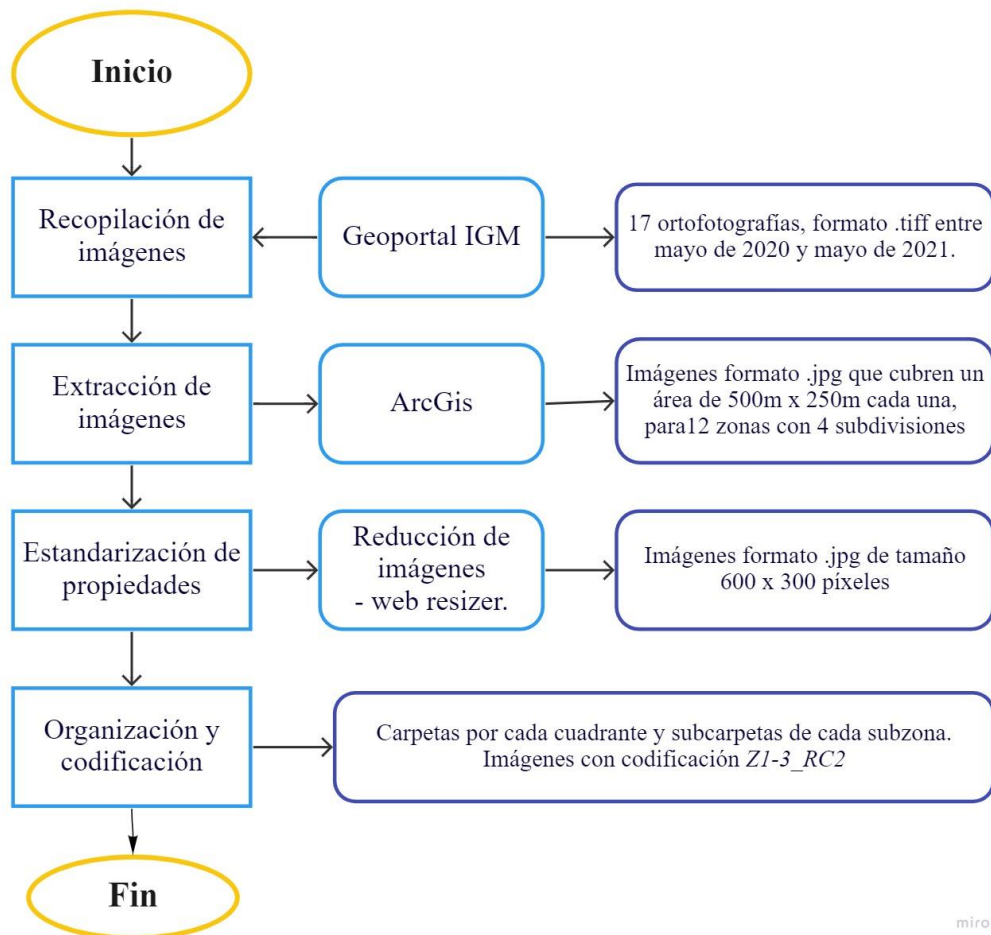 Inicio
Recopilación de
imágenes
Geoportal IGM
17 ortofotografías, formato .tiff entre
mayo de 2020 y mayo de 2021.
Extracción de
imágenes
ArcGis
Imágenes formato .jpg que cubren un
área de 500m x 250m cada una,
para12 zonas con 4 subdivisiones
Estandarización de
propiedades
Reducción de
imágenes
- web resizer.
Imágenes formato .jpg de tamaño
600 x 300 píxeles
Organización y
codificación
Carpetas por cada cuadrante y subcarpetas de cada subzona.
Imágenes con codificación Z1-3_RC2
Fin
miro